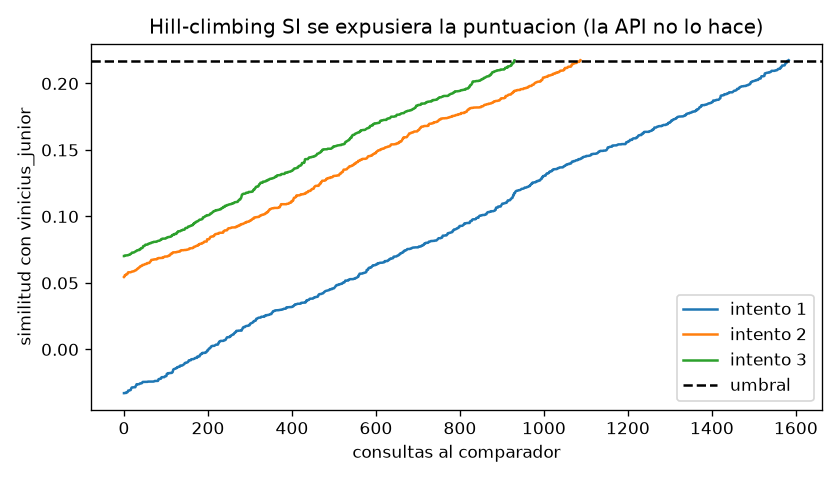 Hill-climbing SI se expusiera la puntuacion (la API no lo hace)
similitud con vinicius_junior
0.20
0.15
0.10
0.05
0.00
intento 1
intento 2
intento 3
umbral
0 200 400 600 800 1000 1200 1400 1600
consultas al comparador